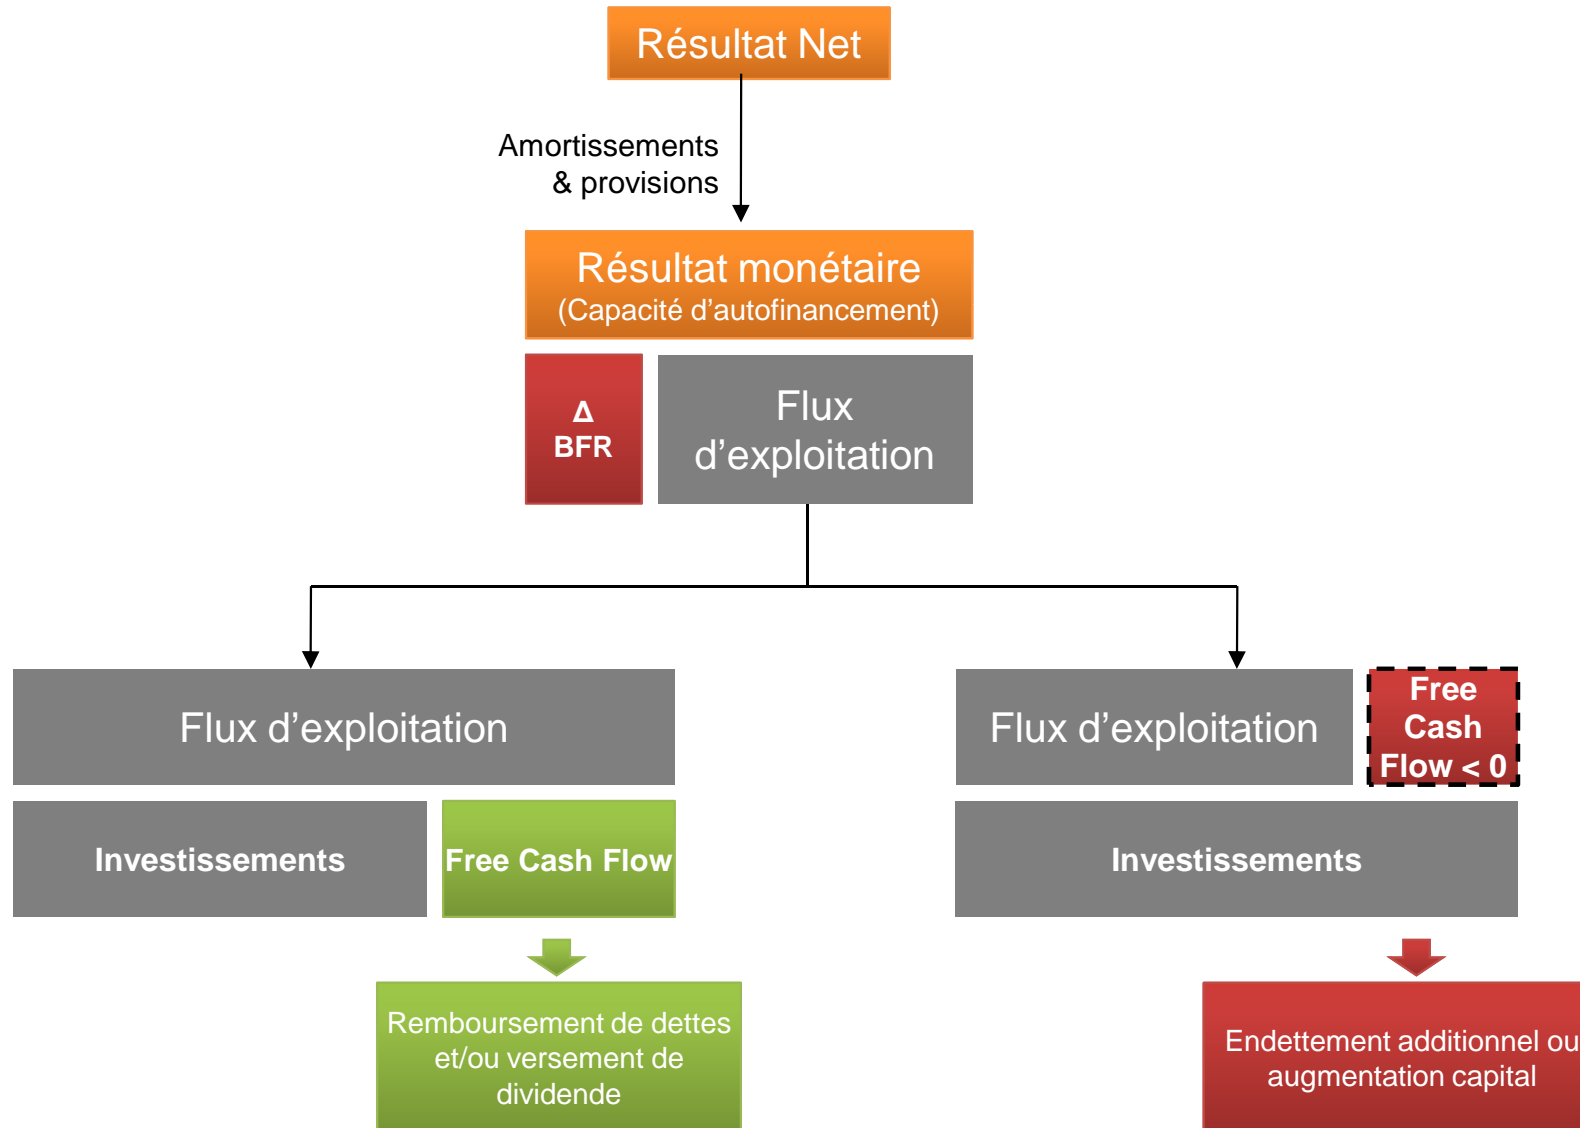 Résultat Net
Amortissements
& provisions
Résultat monétaire
(Capacité d’autofinancement)
Δ
BFR
Flux
d’exploitation
Flux d’exploitation
Investissements
Free Cash Flow
Remboursement de dettes
et/ou versement de
dividende
Flux d’exploitation
Free
Cash
Flow < 0
Investissements
Endettement additionnel ou
augmentation capital